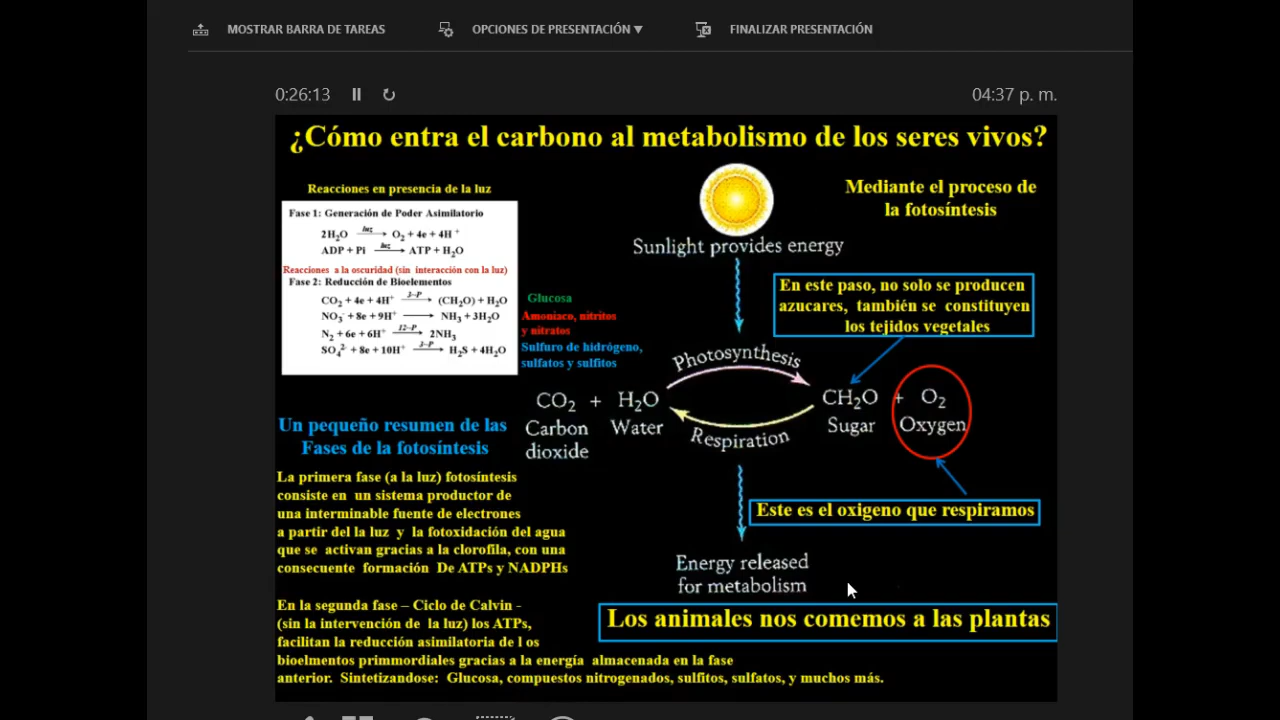 MOSTRAR BARRA DE TAREAS
OPCIONES DE PRESENTACIÓN ▼
FINALIZAR PRESENTACIÓN
0:26:13
04:37 p. m.
¿Cómo entra el carbono al metabolismo de los seres vivos?
Reacciones en presencia de la luz
Fase 1: Generación de Poder Asimilatorio
2H₂O luz → O₂ + 4e + 4H⁺
ADP + Pi luz → ATP + H₂O
Reacciones a la oscuridad (sin interacción con la luz)
Fase 2: Reducción de Bioelementos
CO₂ + 4e + 4H⁺ 3~P → (CH₂O) + H₂O
NO₃⁻ + 8e + 9H⁺ → NH₃ + 3H₂O
N₂ + 6e + 6H⁺ 12~P → 2NH₃
SO₄²⁻ + 8e + 10H⁺ 3~P → H₂S + 4H₂O
Glucosa
Amoniaco, nitritos
y nitratos
Sulfuro de hidrógeno,
sulfatos y sulfitos
Sunlight provides energy
Mediante el proceso de
la fotosíntesis
En este paso, no solo se producen
azucares, también se constituyen
los tejidos vegetales
Photosynthesis
CO₂ + H₂O
Carbon
dioxide
Water
Respiration
CH₂O + O₂
Sugar
Oxygen
Este es el oxigeno que respiramos
Energy released
for metabolism
Los animales nos comemos a las plantas
Un pequeño resumen de las
Fases de la fotosíntesis
La primera fase (a la luz) fotosíntesis
consiste en un sistema productor de
una interminable fuente de electrones
a partir del la luz y la fotoxidación del agua
que se activan gracias a la clorofila, con una
consecuente formación De ATPs y NADPHs
En la segunda fase – Ciclo de Calvin -
(sin la intervención de la luz) los ATPs,
facilitan la reducción asimilatoria de l os
bioelmentos primmordiales gracias a la energía almacenada en la fase
anterior. Sintetizandose: Glucosa, compuestos nitrogenados, sulfitos, sulfatos, y muchos más.